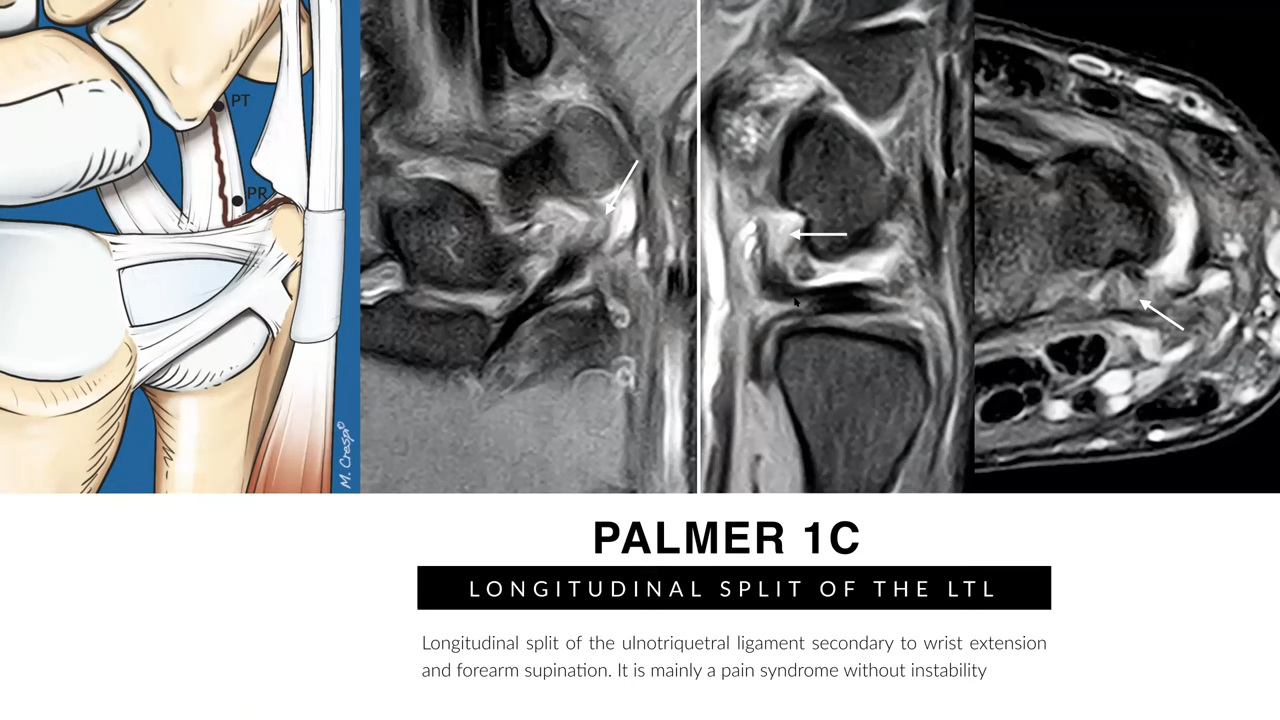 PT
PR
M. Crespi©
PALMER 1C
LONGITUDINAL SPLIT OF THE LTL
Longitudinal split of the ulnotriquetral ligament secondary to wrist extension
and forearm supination. It is mainly a pain syndrome without instability